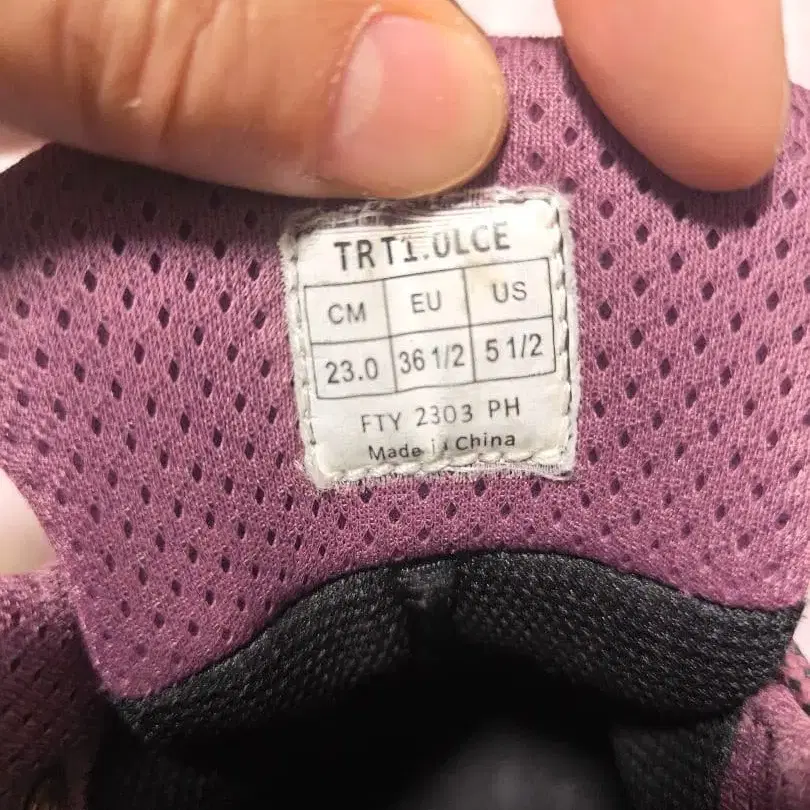 TRT1.0LCE
CM EU US
23.0 36 1/2 5 1/2
FTY 2303 PH
Made in China